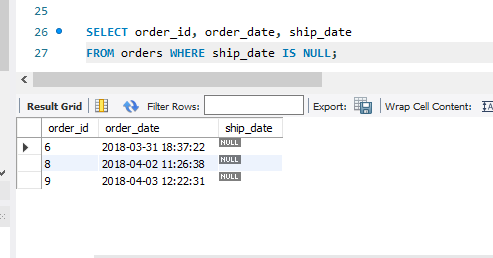 25
26 SELECT order_id, order_date, ship_date
27 FROM orders WHERE ship_date IS NULL;
Result Grid Filter Rows: Export: Wrap Cell Content: IA
order_id order_date ship_date
6 2018-03-31 18:37:22 NULL
8 2018-04-02 11:26:38 NULL
9 2018-04-03 12:22:31 NULL